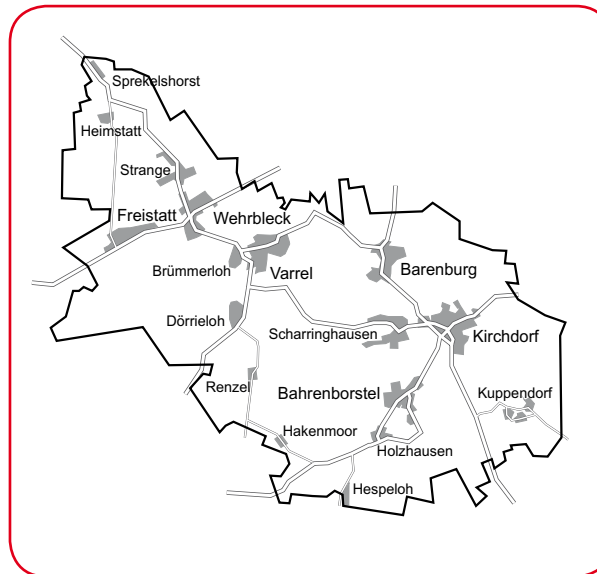 Sprekelshorst
Heimstatt
Strange
Freistatt
Wehrbleck
Brümmerloh
Varrel
Barenburg
Dörrieloh
Scharringhausen
Kirchdorf
Renzel
Bahrenborstel
Kuppendorf
Hakenmoor
Holzhausen
Hespeloh